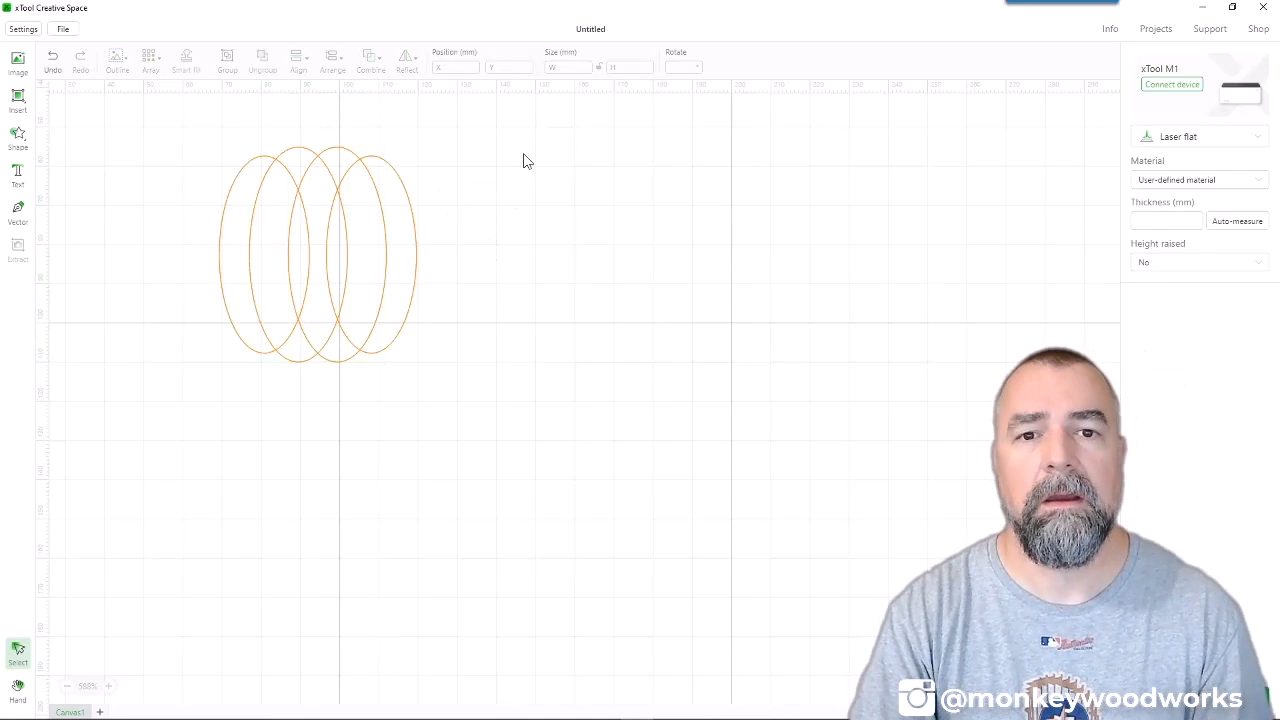 xTool Creative Space
Settings File Untitled Info Projects Support Shop
Undo Redo Outline Array Smart fill Group Ungroup Align Arrange Combine Reflect
Position (mm) Size (mm) Rotate
X Y W H
Image
Insert
Shape
Text
Vector
Extract
Select
Hand
588%
Canvas1
xTool M1
Connect device
Laser flat
Material
User-defined material
Thickness (mm)
Auto-measure
Height raised
No
@monkeywoodworks